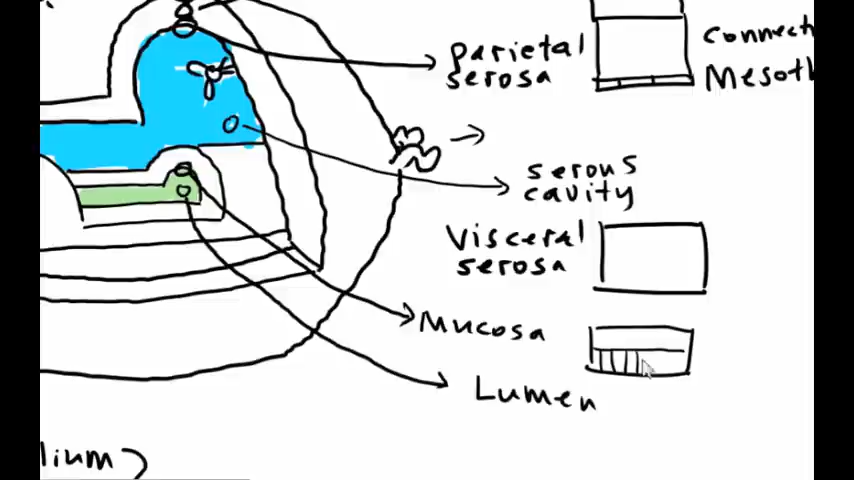 parietal
serosa
connect
Mesoth
serous
cavity
Visceral
serosa
Mucosa
Lumen
lium)